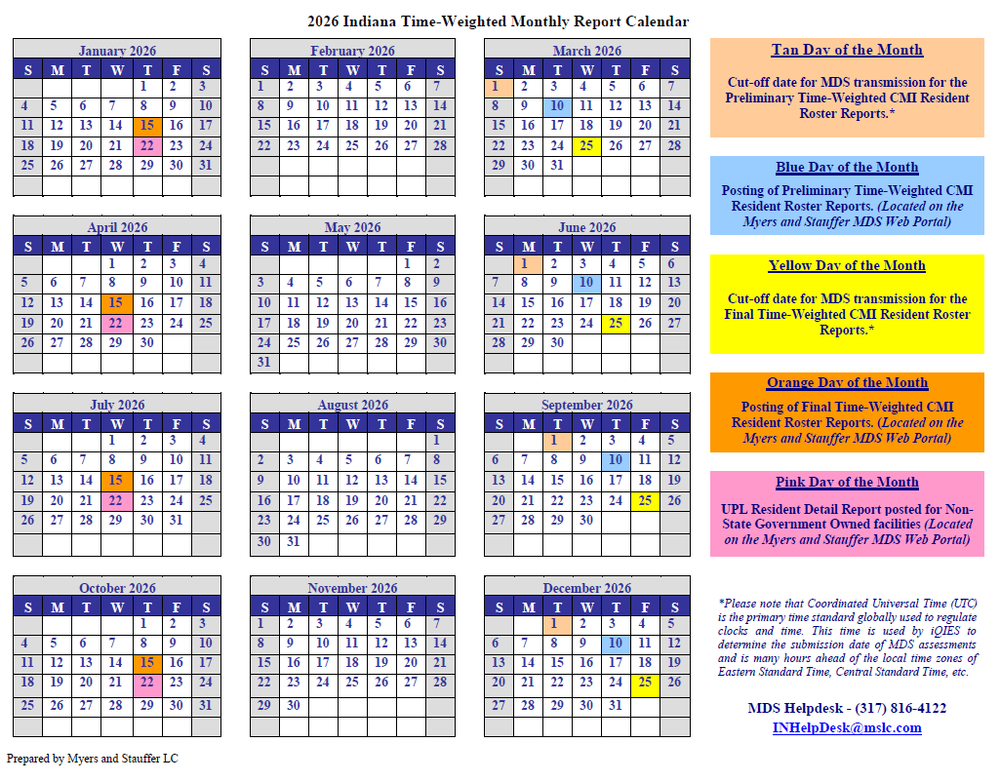 2026 Indiana Time-Weighted Monthly Report Calendar
January 2026
S M T W T F S
1 2 3
4 5 6 7 8 9 10
11 12 13 14 15 16 17
18 19 20 21 22 23 24
25 26 27 28 29 30 31
February 2026
S M T W T F S
1 2 3 4 5 6 7
8 9 10 11 12 13 14
15 16 17 18 19 20 21
22 23 24 25 26 27 28
March 2026
S M T W T F S
1 2 3 4 5 6 7
8 9 10 11 12 13 14
15 16 17 18 19 20 21
22 23 24 25 26 27 28
29 30 31
April 2026
S M T W T F S
1 2 3 4
5 6 7 8 9 10 11
12 13 14 15 16 17 18
19 20 21 22 23 24 25
26 27 28 29 30
May 2026
S M T W T F S
1 2
3 4 5 6 7 8 9
10 11 12 13 14 15 16
17 18 19 20 21 22 23
24 25 26 27 28 29 30
31
June 2026
S M T W T F S
1 2 3 4 5 6
7 8 9 10 11 12 13
14 15 16 17 18 19 20
21 22 23 24 25 26 27
28 29 30
July 2026
S M T W T F S
1 2 3 4
5 6 7 8 9 10 11
12 13 14 15 16 17 18
19 20 21 22 23 24 25
26 27 28 29 30 31
August 2026
S M T W T F S
1
2 3 4 5 6 7 8
9 10 11 12 13 14 15
16 17 18 19 20 21 22
23 24 25 26 27 28 29
30 31
September 2026
S M T W T F S
1 2 3 4 5
6 7 8 9 10 11 12
13 14 15 16 17 18 19
20 21 22 23 24 25 26
27 28 29 30
October 2026
S M T W T F S
1 2 3
4 5 6 7 8 9 10
11 12 13 14 15 16 17
18 19 20 21 22 23 24
25 26 27 28 29 30 31
November 2026
S M T W T F S
1 2 3 4 5 6 7
8 9 10 11 12 13 14
15 16 17 18 19 20 21
22 23 24 25 26 27 28
29 30
December 2026
S M T W T F S
1 2 3 4 5
6 7 8 9 10 11 12
13 14 15 16 17 18 19
20 21 22 23 24 25 26
27 28 29 30 31
Tan Day of the Month
Cut-off date for MDS transmission for the
Preliminary Time-Weighted CMI Resident
Roster Reports.*
Blue Day of the Month
Posting of Preliminary Time-Weighted CMI
Resident Roster Reports. (Located on the
Myers and Stauffer MDS Web Portal)
Yellow Day of the Month
Cut-off date for MDS transmission for the
Final Time-Weighted CMI Resident Roster
Reports.*
Orange Day of the Month
Posting of Final Time-Weighted CMI
Resident Roster Reports. (Located on the
Myers and Stauffer MDS Web Portal)
Pink Day of the Month
UPL Resident Detail Report posted for Non-
State Government Owned facilities (Located
on the Myers and Stauffer MDS Web Portal)
*Please note that Coordinated Universal Time (UTC)
is the primary time standard globally used to regulate
clocks and time. This time is used by iQIES to
determine the submission date of MDS assessments
and is many hours ahead of the local time zones of
Eastern Standard Time, Central Standard Time, etc.
MDS Helpdesk - (317) 816-4122
INHelpDesk@mslc.com
Prepared by Myers and Stauffer LC